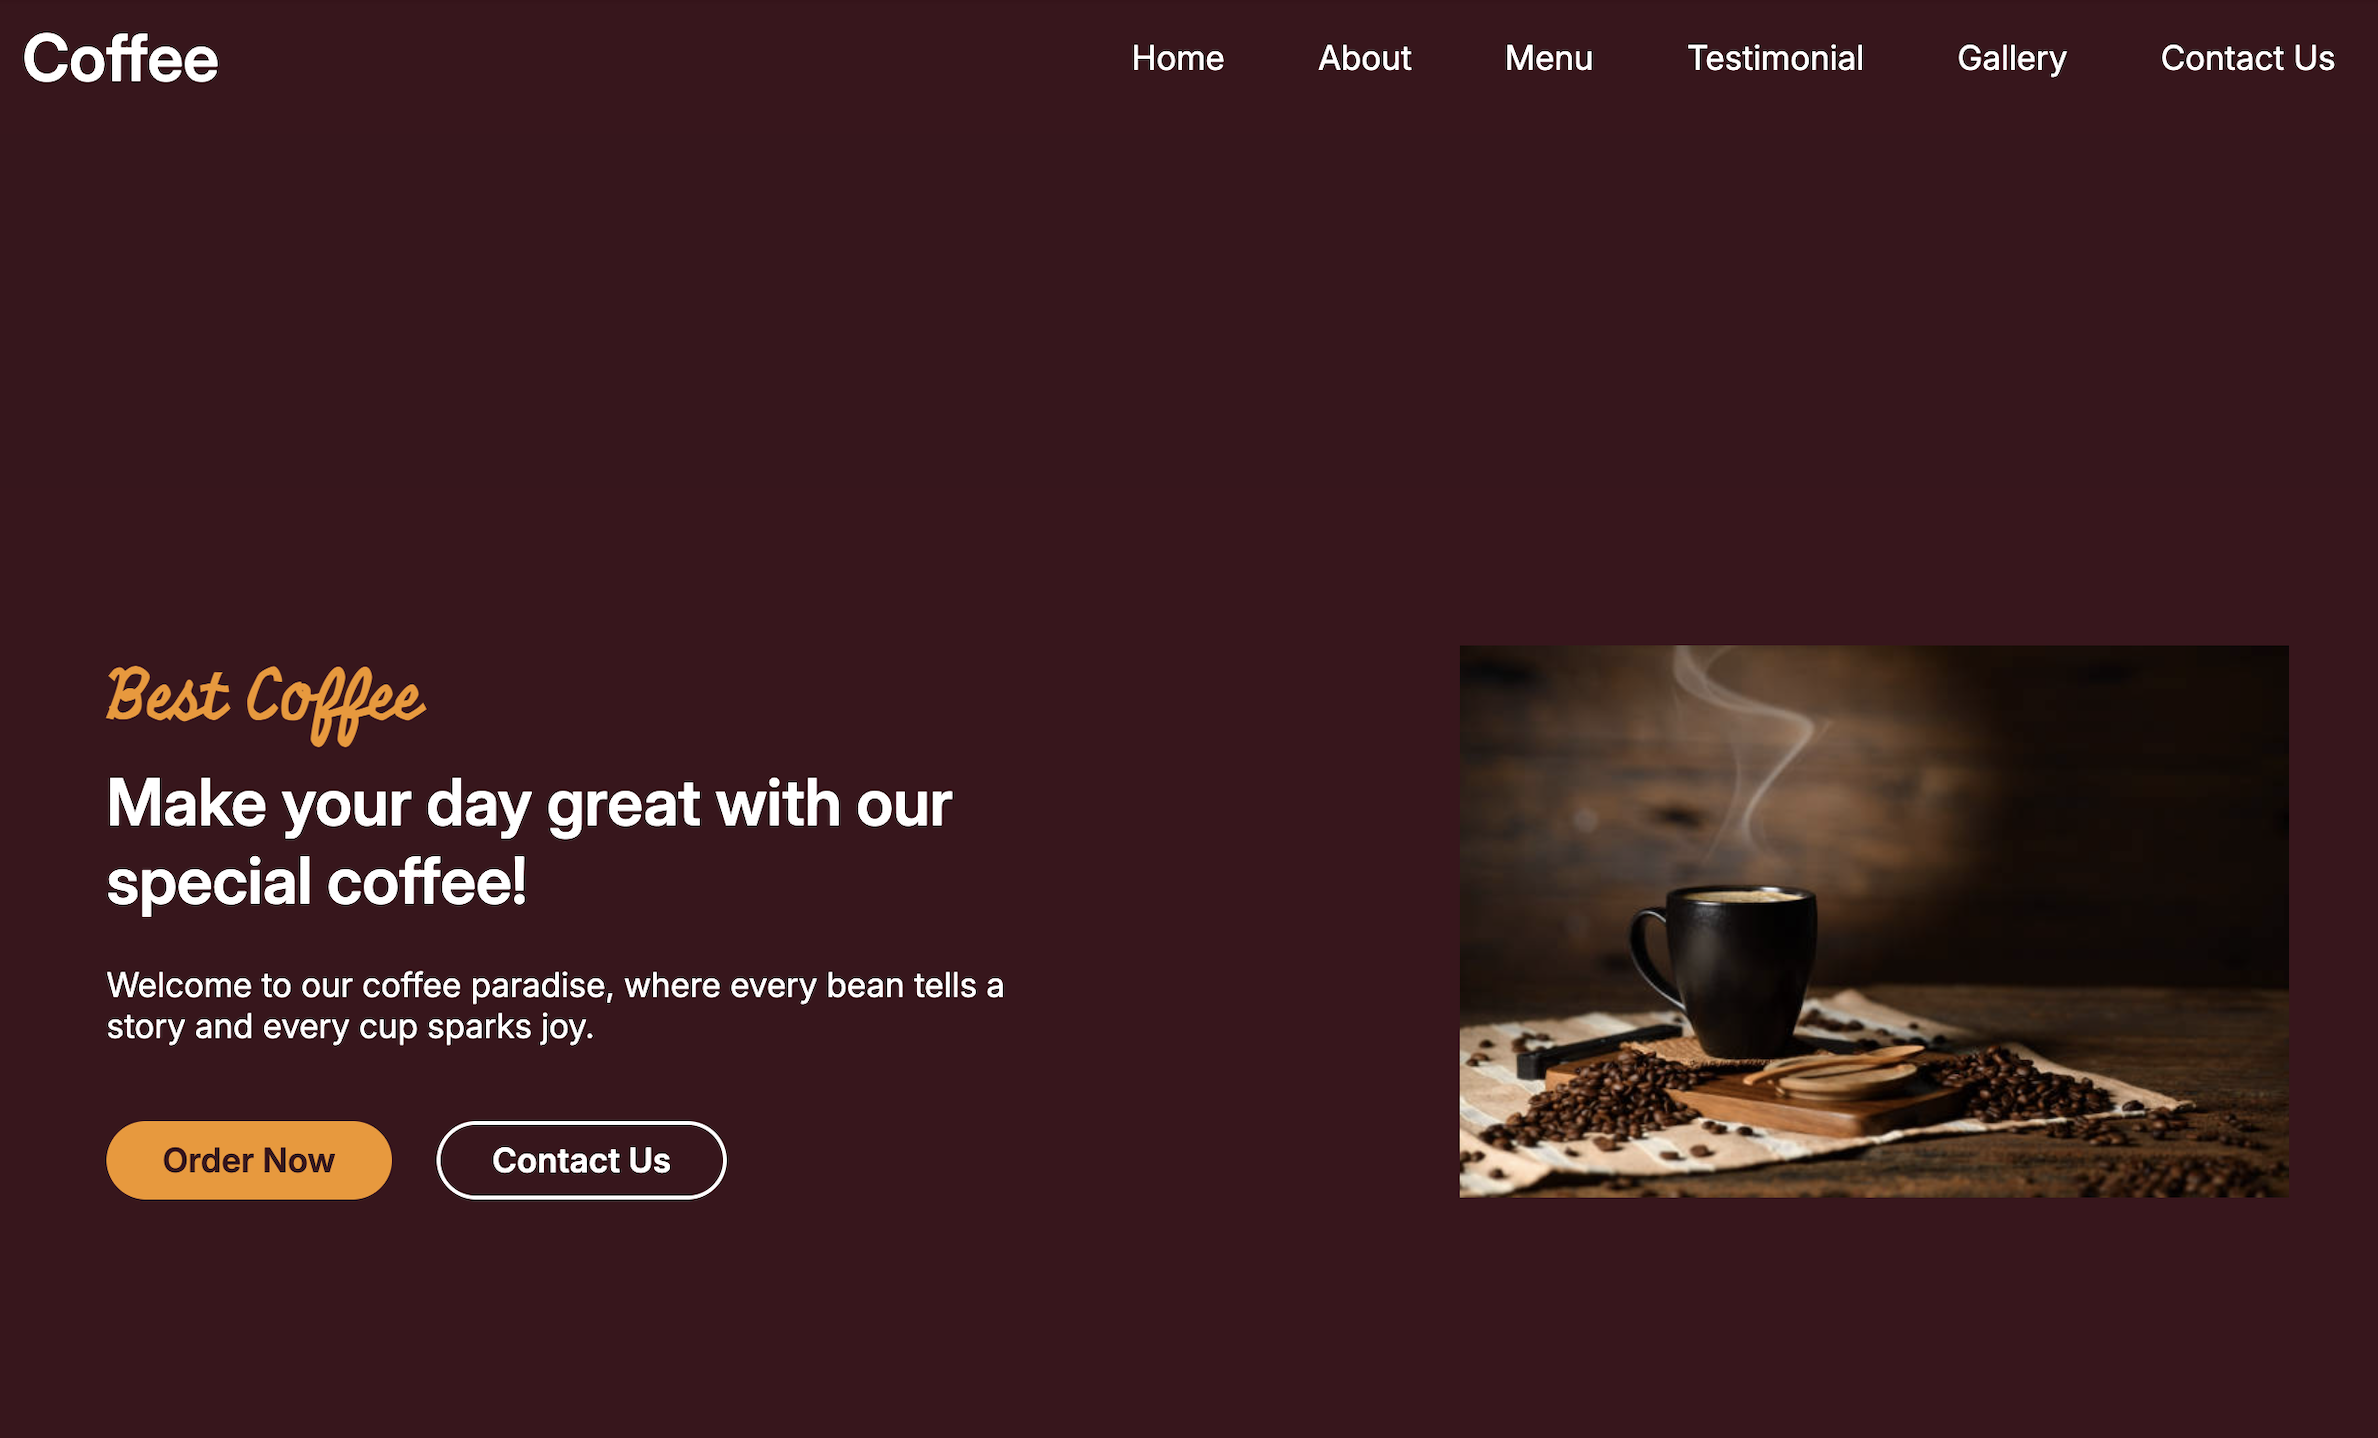 Coffee
Home About Menu Testimonial Gallery Contact Us
Best Coffee
Make your day great with our
special coffee!
Welcome to our coffee paradise, where every bean tells a
story and every cup sparks joy.
Order Now Contact Us